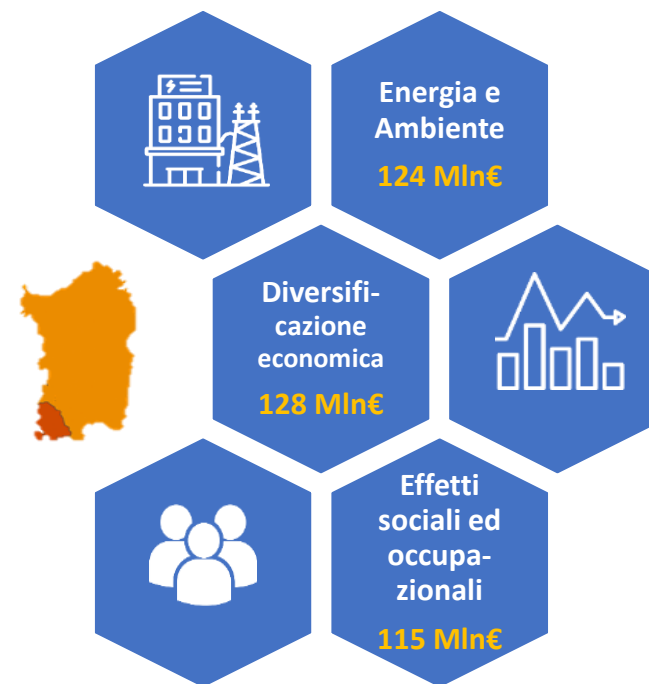 Energia e
Ambiente
124 Mln€
Diversifi-
cazione
economica
128 Mln€
Effetti
sociali ed
occupa-
zionali
115 Mln€